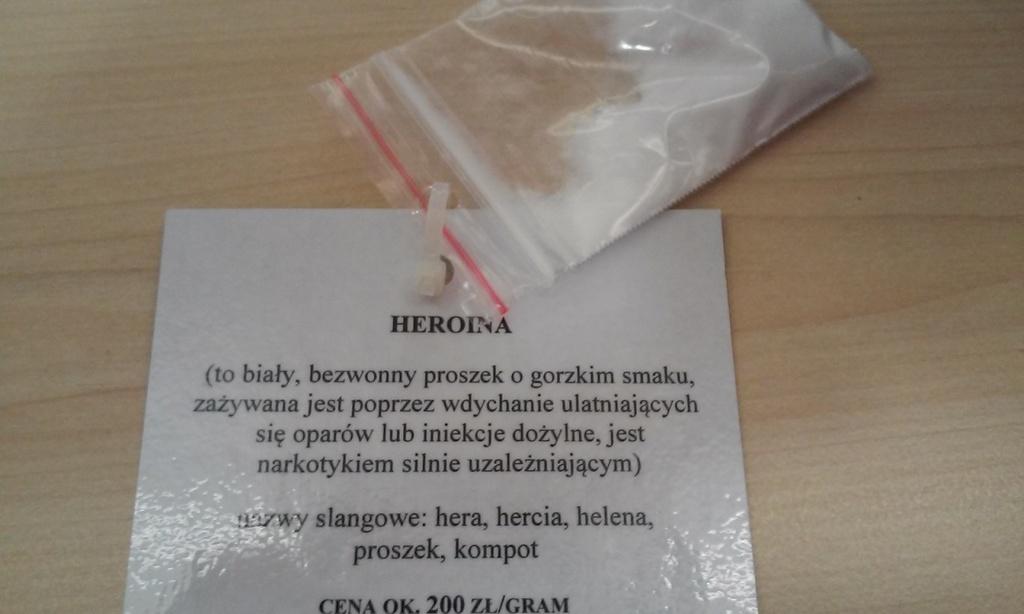 HEROINA
(to biały, bezwonny proszek o gorzkim smaku,
zażywana jest poprzez wdychanie ulatniających
się oparów lub iniekcje dożylne, jest
narkotykiem silnie uzależniającym)
nazwy slangowe: hera, hercia, helena,
proszek, kompot
CENA OK. 200 ZŁ/GRAM